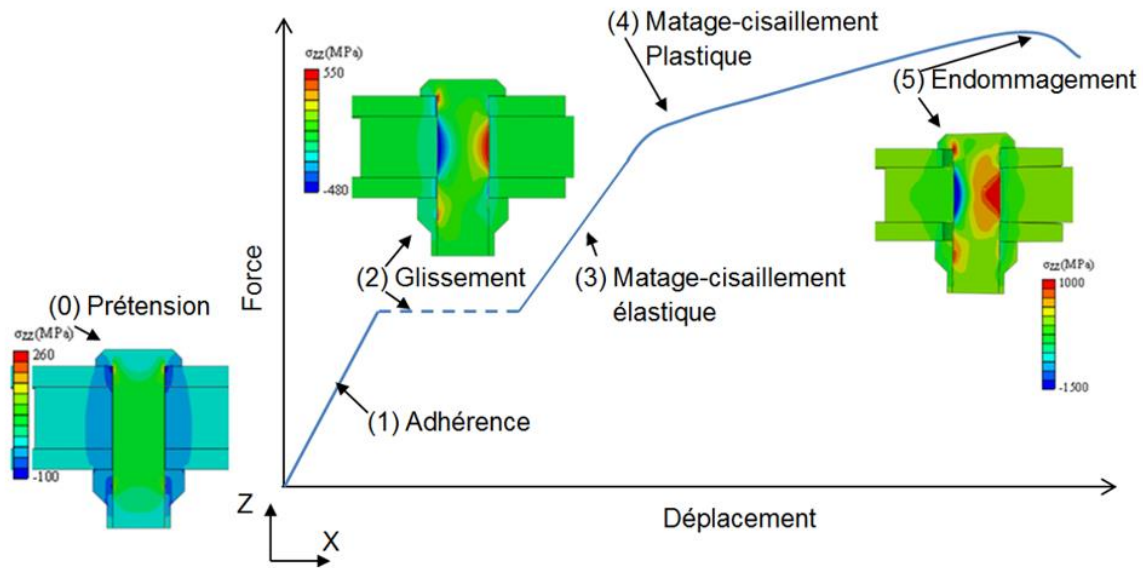 (4) Matage-cisaillement
Plastique
σzz(MPa)
550
-480
(5) Endommagement
(2) Glissement
(3) Matage-cisaillement
élastique
Force
σzz(MPa)
1000
-1500
(0) Prétension
σzz(MPa)
260
-100
(1) Adhérence
Z
X
Déplacement